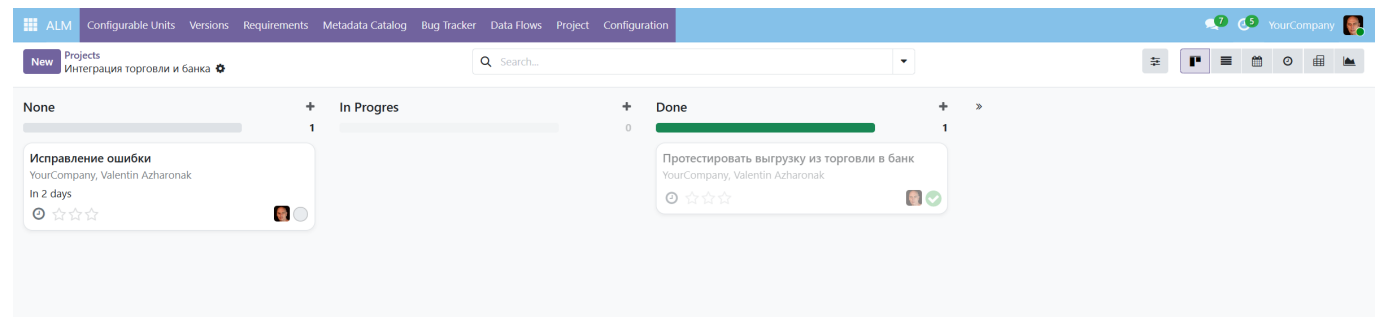 ALM Configurable Units Versions Requirements Metadata Catalog Bug Tracker Data Flows Project Configuration 7 5 YourCompany
New Projects Search...
Интеграция торговли и банка
None + In Progres + Done +
1 0 1
Исправление ошибки Протестировать выгрузку из торговли в банк
YourCompany, Valentin Azharonak YourCompany, Valentin Azharonak
In 2 days